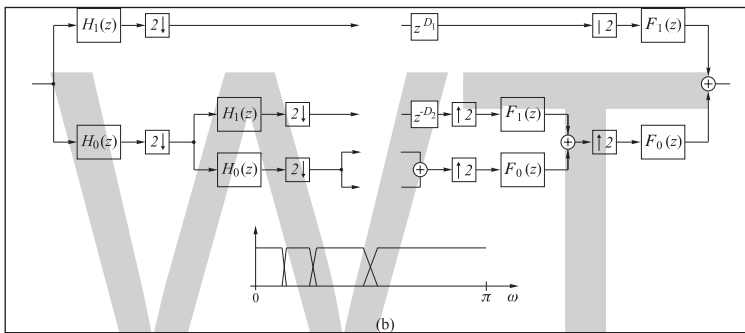 H₁(z) 2↓ z^D₁ | 2 F₁(z)
H₁(z) 2↓ z^-D₂ ↑2 F₁(z)
H₀(z) 2↓ ↑2 F₀(z)
H₀(z) 2↓ ↑2 F₀(z)
0 π ω
(b)
WT